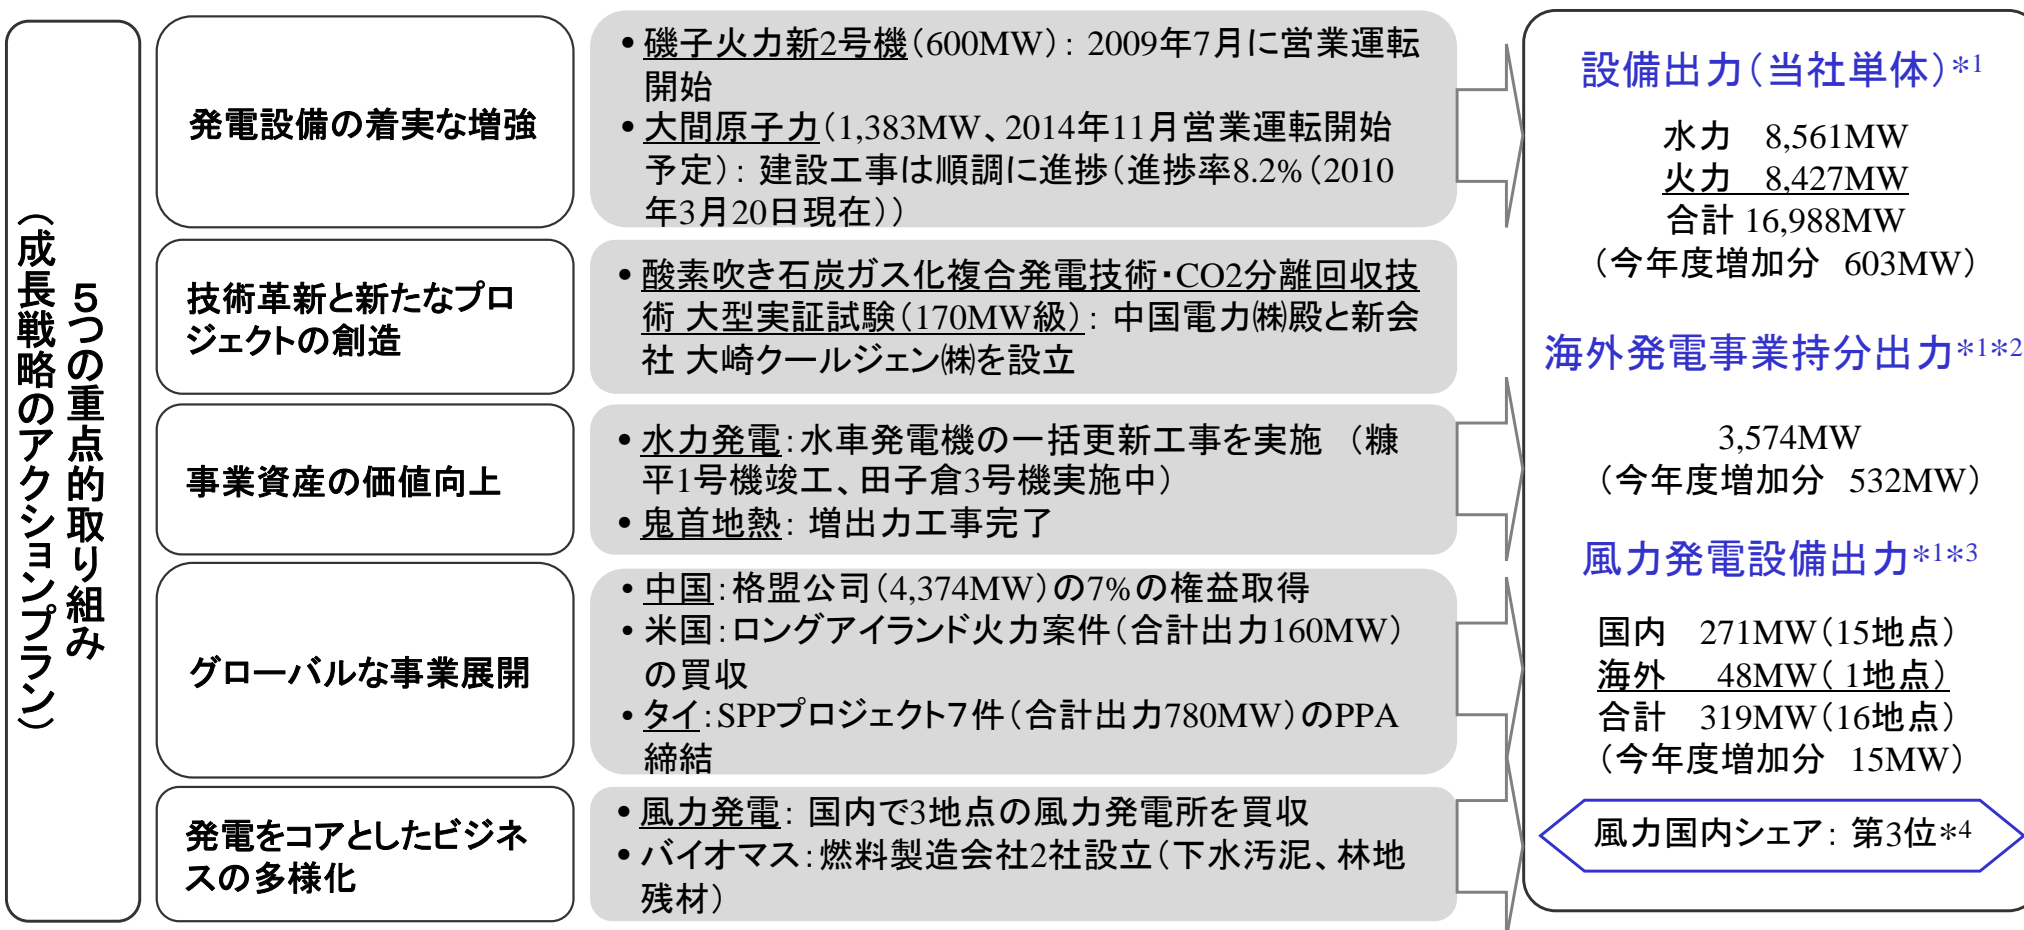 5つの重点的取り組み
（成長戦略のアクションプラン）
発電設備の着実な増強
• 磯子火力新2号機（600MW）： 2009年7月に営業運転
開始
• 大間原子力（1,383MW、2014年11月営業運転開始
予定）： 建設工事は順調に進捗（進捗率8.2%（2010
年3月20日現在））
技術革新と新たなプロ
ジェクトの創造
• 酸素吹き石炭ガス化複合発電技術・CO2分離回収技
術 大型実証試験（170MW級）： 中国電力㈱殿と新会
社 大崎クールジェン㈱を設立
事業資産の価値向上
• 水力発電：水車発電機の一括更新工事を実施 （糠
平1号機竣工、田子倉3号機実施中）
• 鬼首地熱： 増出力工事完了
グローバルな事業展開
• 中国：格盟公司（4,374MW）の7%の権益取得
• 米国：ロングアイランド火力案件（合計出力160MW）
の買収
• タイ：SPPプロジェクト７件（合計出力780MW）のPPA
締結
発電をコアとしたビジネ
スの多様化
• 風力発電： 国内で3地点の風力発電所を買収
• バイオマス：燃料製造会社2社設立（下水汚泥、林地
残材）
設備出力（当社単体）*1
水力 8,561MW
火力 8,427MW
合計 16,988MW
（今年度増加分 603MW）
海外発電事業持分出力*1*2
3,574MW
（今年度増加分 532MW）
風力発電設備出力*1*3
国内 271MW（15地点）
海外 48MW（ 1地点）
合計 319MW（16地点）
（今年度増加分 15MW）
風力国内シェア： 第3位*4